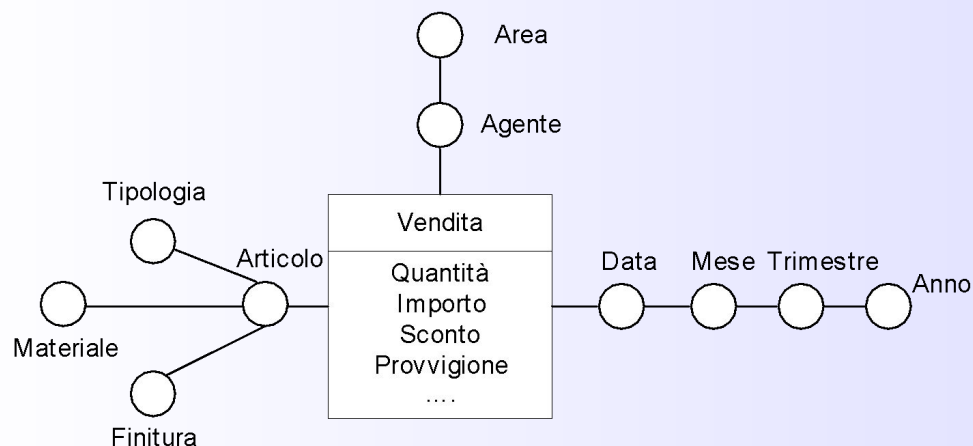 Area
Agente
Tipologia
Vendita
Articolo
Quantità
Importo
Sconto
Provvigione
....
Data Mese Trimestre
Anno
Materiale
Finitura